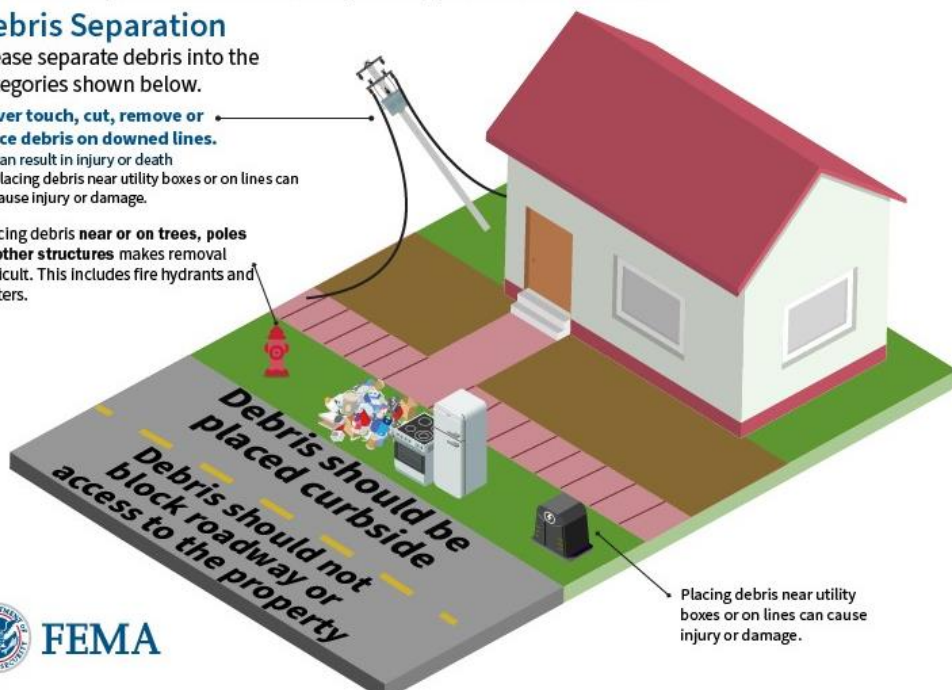 ebris Separation
ease separate debris into the
egories shown below.
ver touch, cut, remove or
ce debris on downed lines.
an result in injury or death
lacing debris near utility boxes or on lines can
ause injury or damage.
cing debris near or on trees, poles
other structures makes removal
icult. This includes fire hydrants and
ters.
Debris should be
placed curbside
Debris should not
block roadway or
access to the property
Placing debris near utility
boxes or on lines can cause
injury or damage.
FEMA